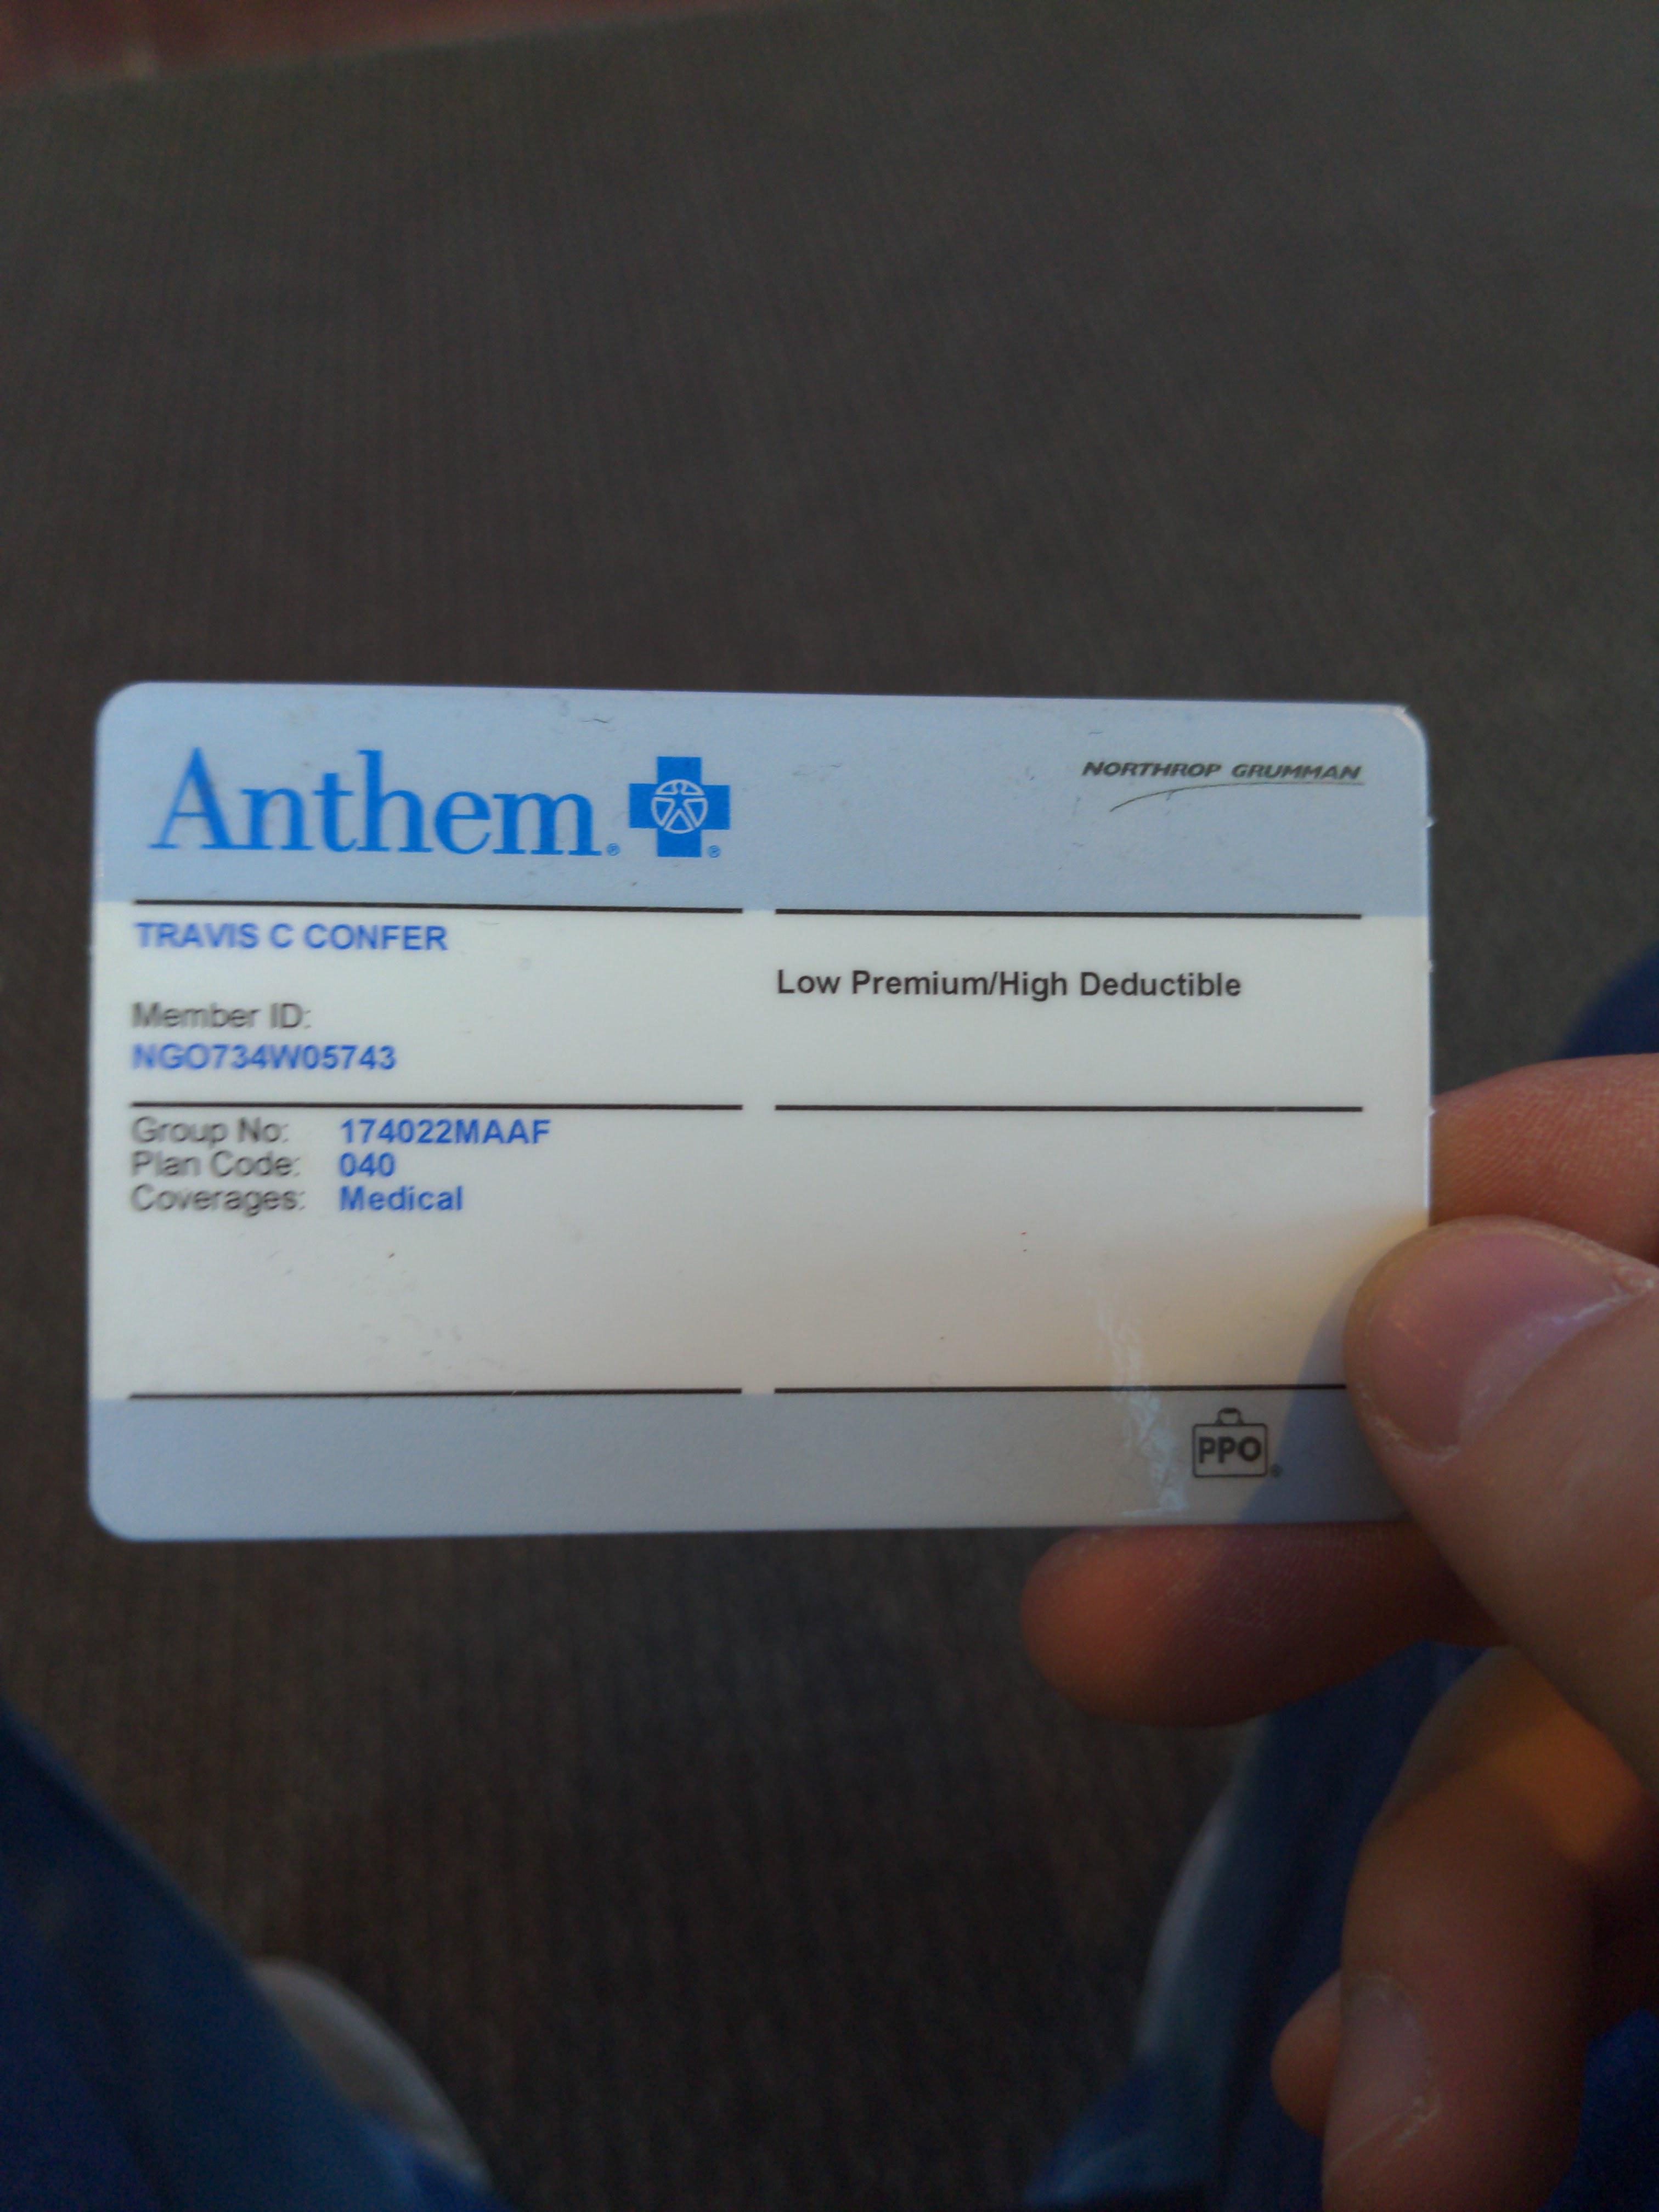 Anthem.®
NORTHROP GRUMMAN
TRAVIS C CONFER
Low Premium/High Deductible
Member ID:
NGO734W05743
Group No: 174022MAAF
Plan Code: 040
Coverages: Medical
PPO®